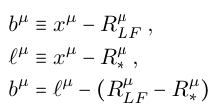 b^μ ≡ x^μ − R^μ_{LF} ,
ℓ^μ ≡ x^μ − R^μ_* ,
b^μ = ℓ^μ − (R^μ_{LF} − R^μ_*)